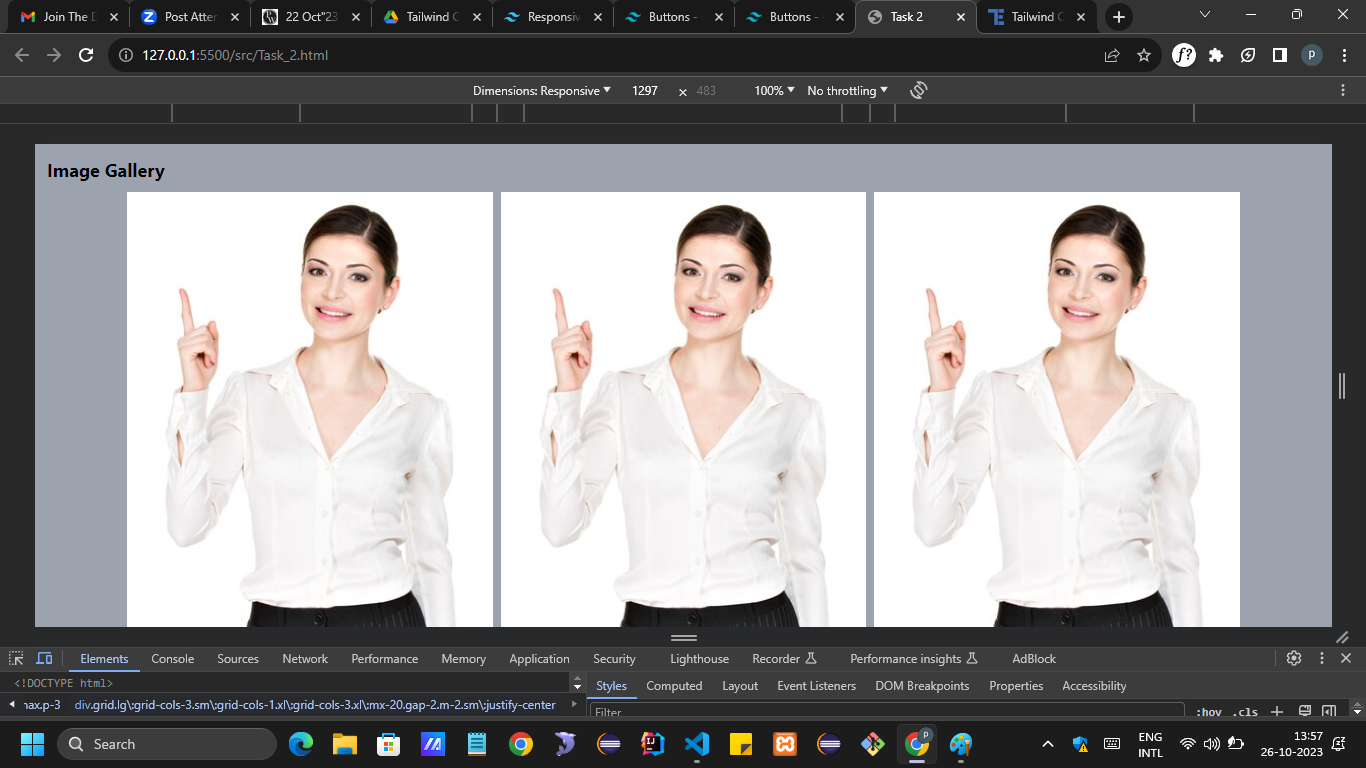 Join The D
Post Atten
22 Oct"23
Tailwind C
Responsiv
Buttons -
Buttons -
Task 2
Tailwind C
127.0.0.1:5500/src/Task_2.html
f?
p
Dimensions: Responsive
1297
×
483
100%
No throttling
Image Gallery
Elements
Console
Sources
Network
Performance
Memory
Application
Security
Lighthouse
Recorder
Performance insights
AdBlock
<!DOCTYPE html>
Styles
Computed
Layout
Event Listeners
DOM Breakpoints
Properties
Accessibility
nax.p-3
div.grid.lg\:grid-cols-3.sm\:grid-cols-1.xl\:grid-cols-3.xl\:mx-20.gap-2.m-2.sm\:justify-center
Filter
:hov
.cls
Search
P
ENG
INTL
13:57
26-10-2023